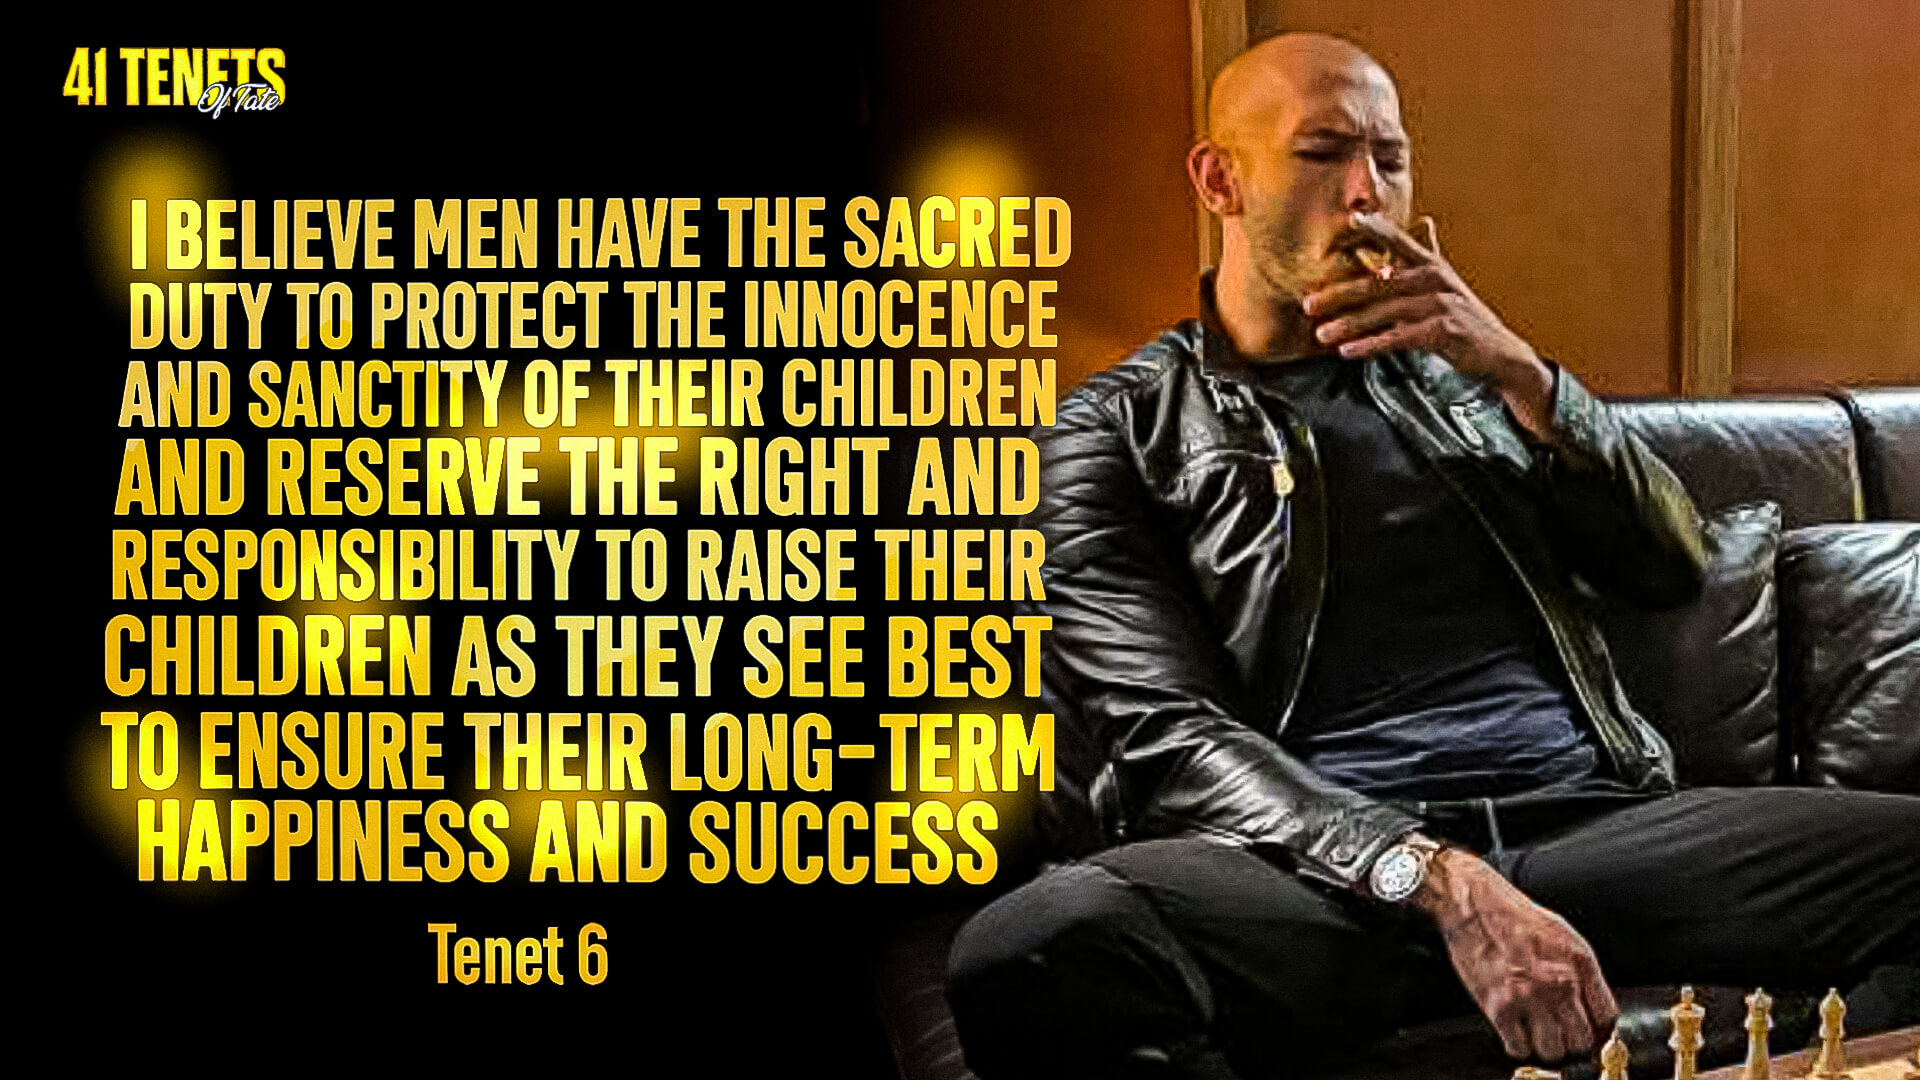 41 TENETS
Of Tate
I BELIEVE MEN HAVE THE SACRED
DUTY TO PROTECT THE INNOCENCE
AND SANCTITY OF THEIR CHILDREN
AND RESERVE THE RIGHT AND
RESPONSIBILITY TO RAISE THEIR
CHILDREN AS THEY SEE BEST
TO ENSURE THEIR LONG-TERM
HAPPINESS AND SUCCESS
Tenet 6